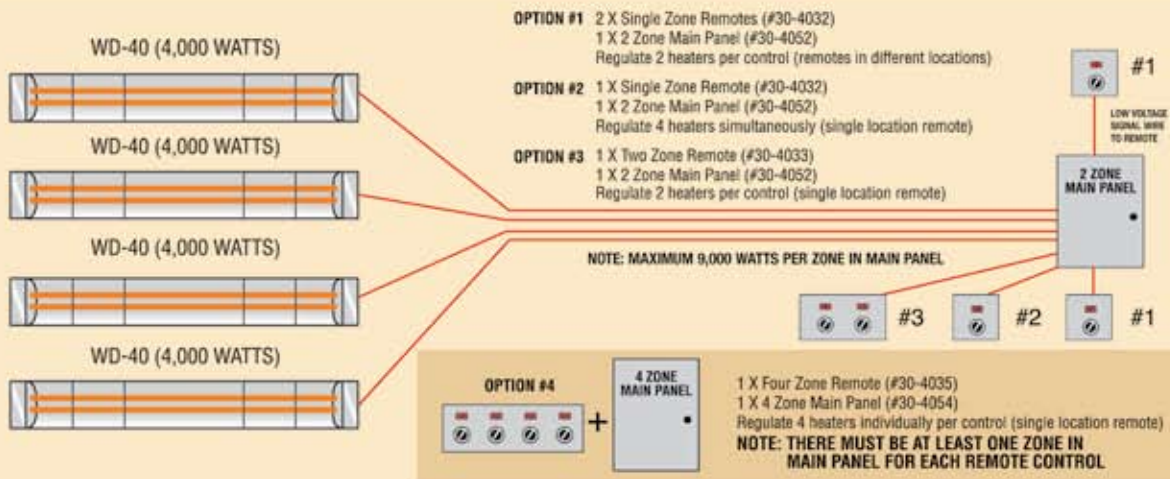 WD-40 (4,000 WATTS)
WD-40 (4,000 WATTS)
WD-40 (4,000 WATTS)
WD-40 (4,000 WATTS)
OPTION #1 2 X Single Zone Remotes (#30-4032)
1 X 2 Zone Main Panel (#30-4052)
Regulate 2 heaters per control (remotes in different locations)
OPTION #2 1 X Single Zone Remote (#30-4032)
1 X 2 Zone Main Panel (#30-4052)
Regulate 4 heaters simultaneously (single location remote)
OPTION #3 1 X Two Zone Remote (#30-4033)
1 X 2 Zone Main Panel (#30-4052)
Regulate 2 heaters per control (single location remote)
#1
LOW VOLTAGE
SIGNAL WIRE
TO REMOTE
2 ZONE
MAIN PANEL
NOTE: MAXIMUM 9,000 WATTS PER ZONE IN MAIN PANEL
#3
#2
#1
OPTION #4
+
4 ZONE
MAIN PANEL
1 X Four Zone Remote (#30-4035)
1 X 4 Zone Main Panel (#30-4054)
Regulate 4 heaters individually per control (single location remote)
NOTE: THERE MUST BE AT LEAST ONE ZONE IN
MAIN PANEL FOR EACH REMOTE CONTROL